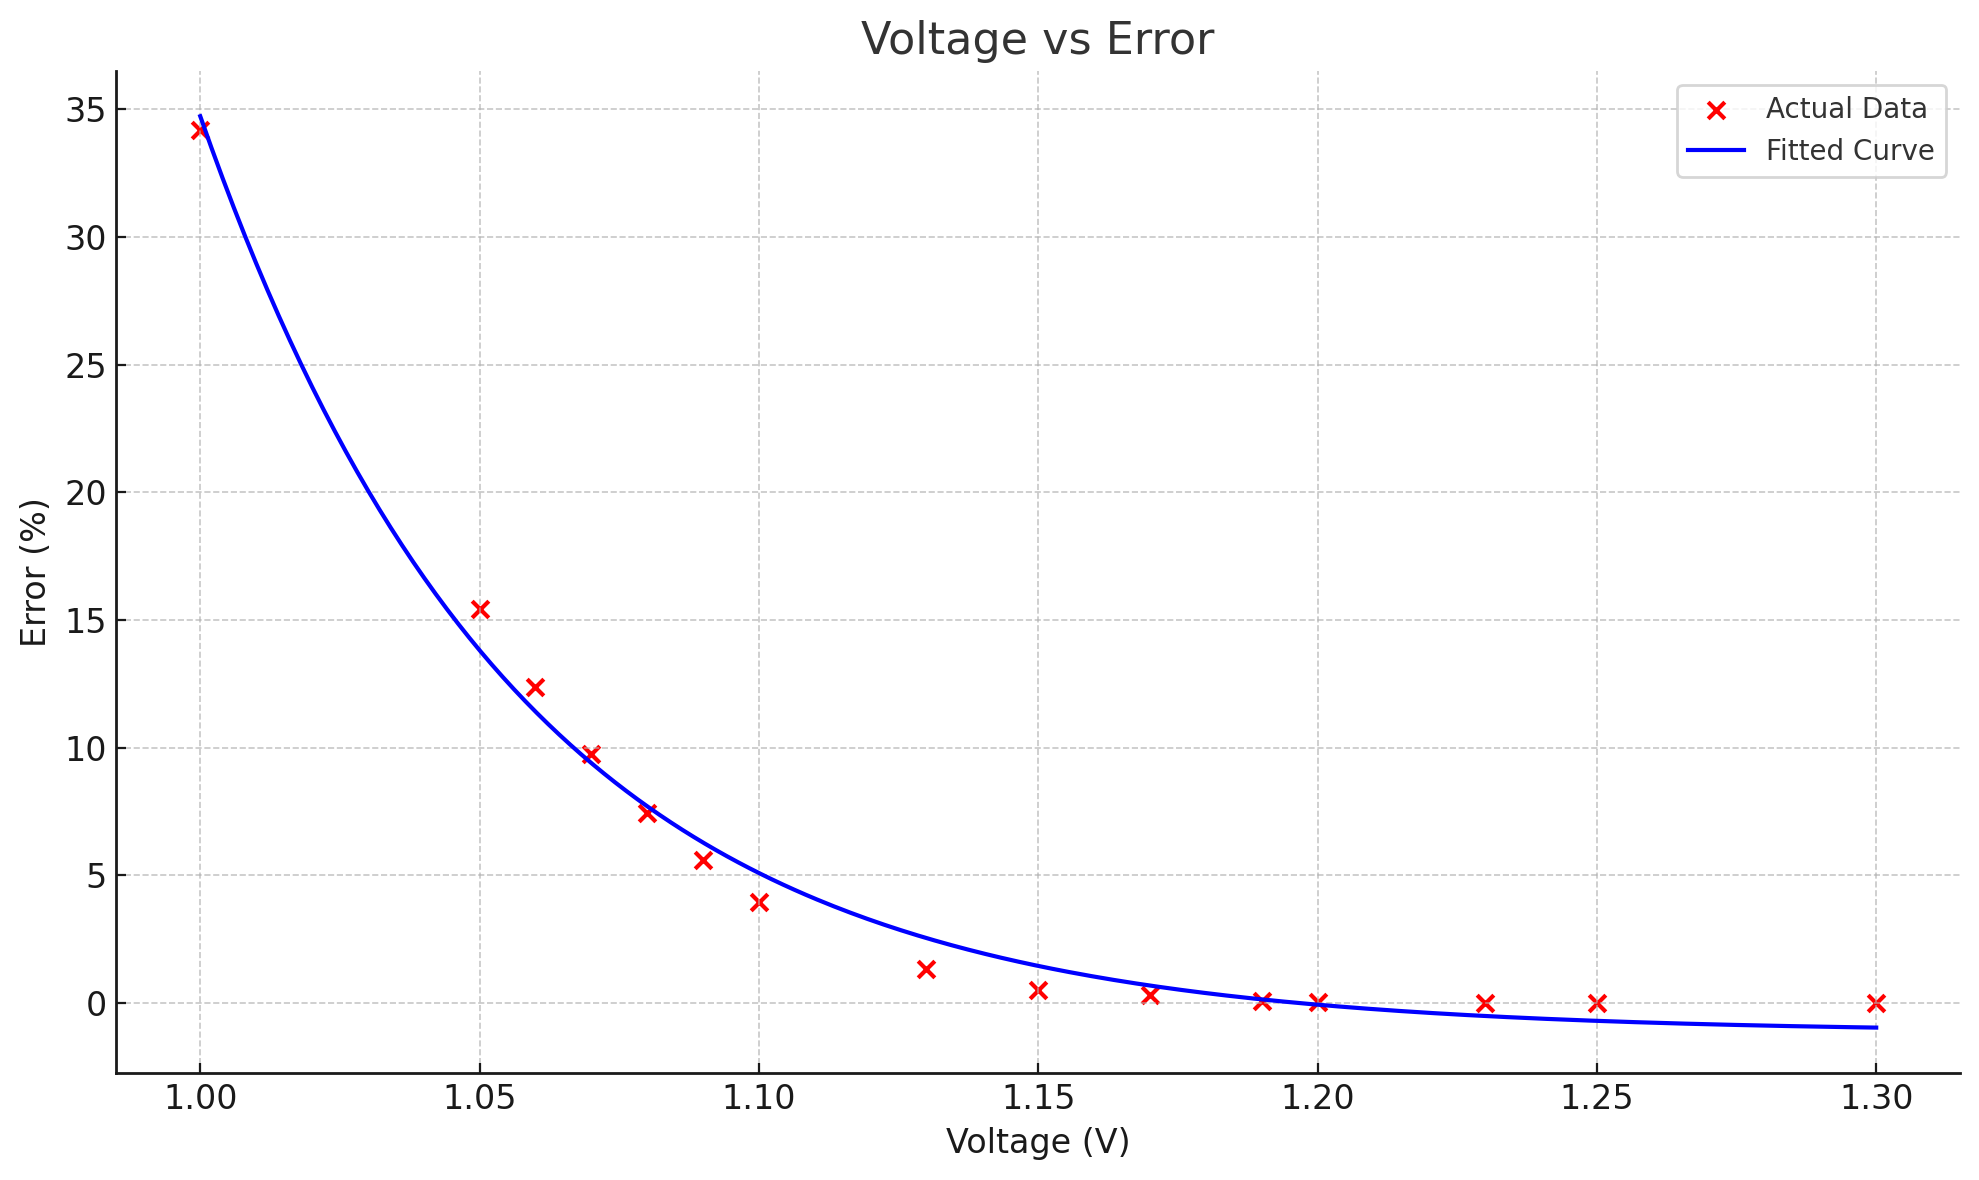 Voltage vs Error
Actual Data
Fitted Curve
Error (%)
35
30
25
20
15
10
5
0
1.00 1.05 1.10 1.15 1.20 1.25 1.30
Voltage (V)